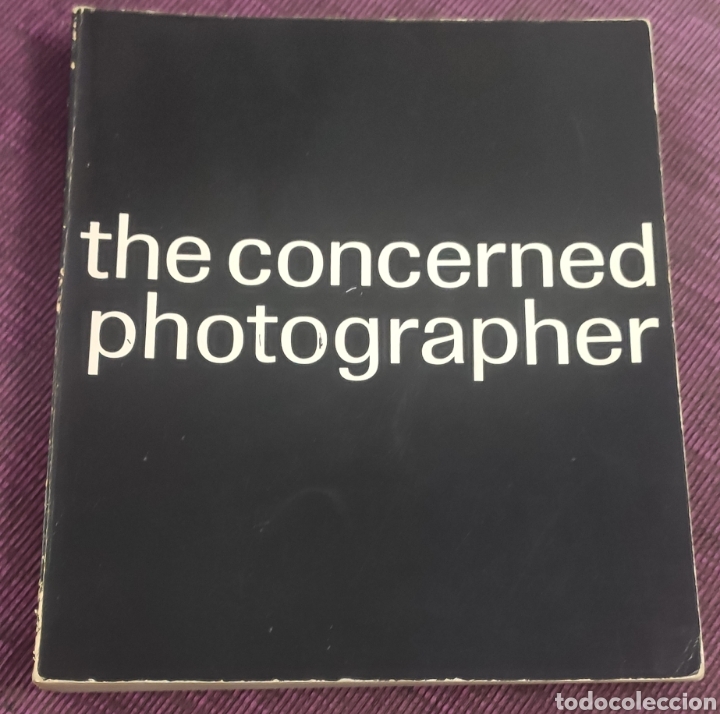 the concerned
photographer
todocoleccion